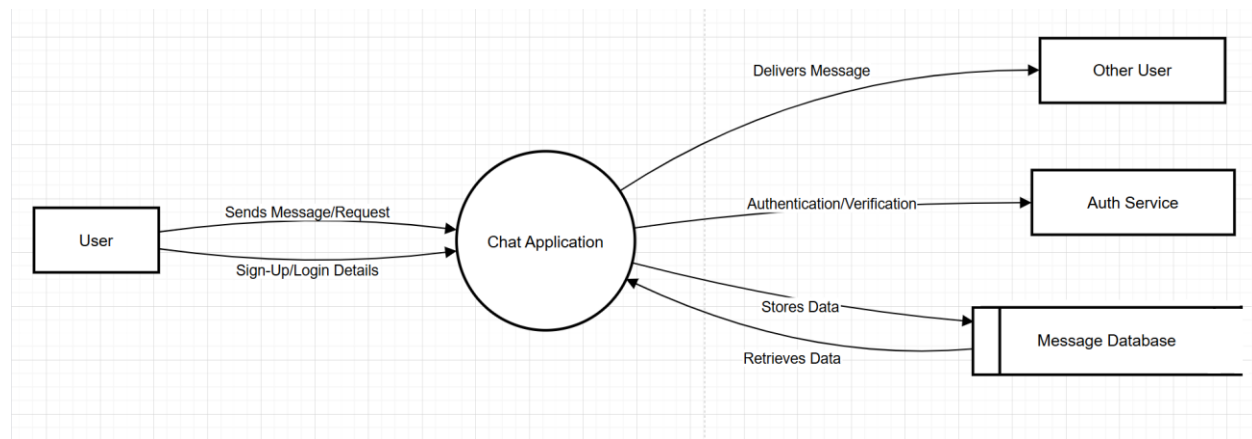 Delivers Message
Other User
Authentication/Verification
Auth Service
Sends Message/Request
User
Chat Application
Sign-Up/Login Details
Stores Data
Message Database
Retrieves Data